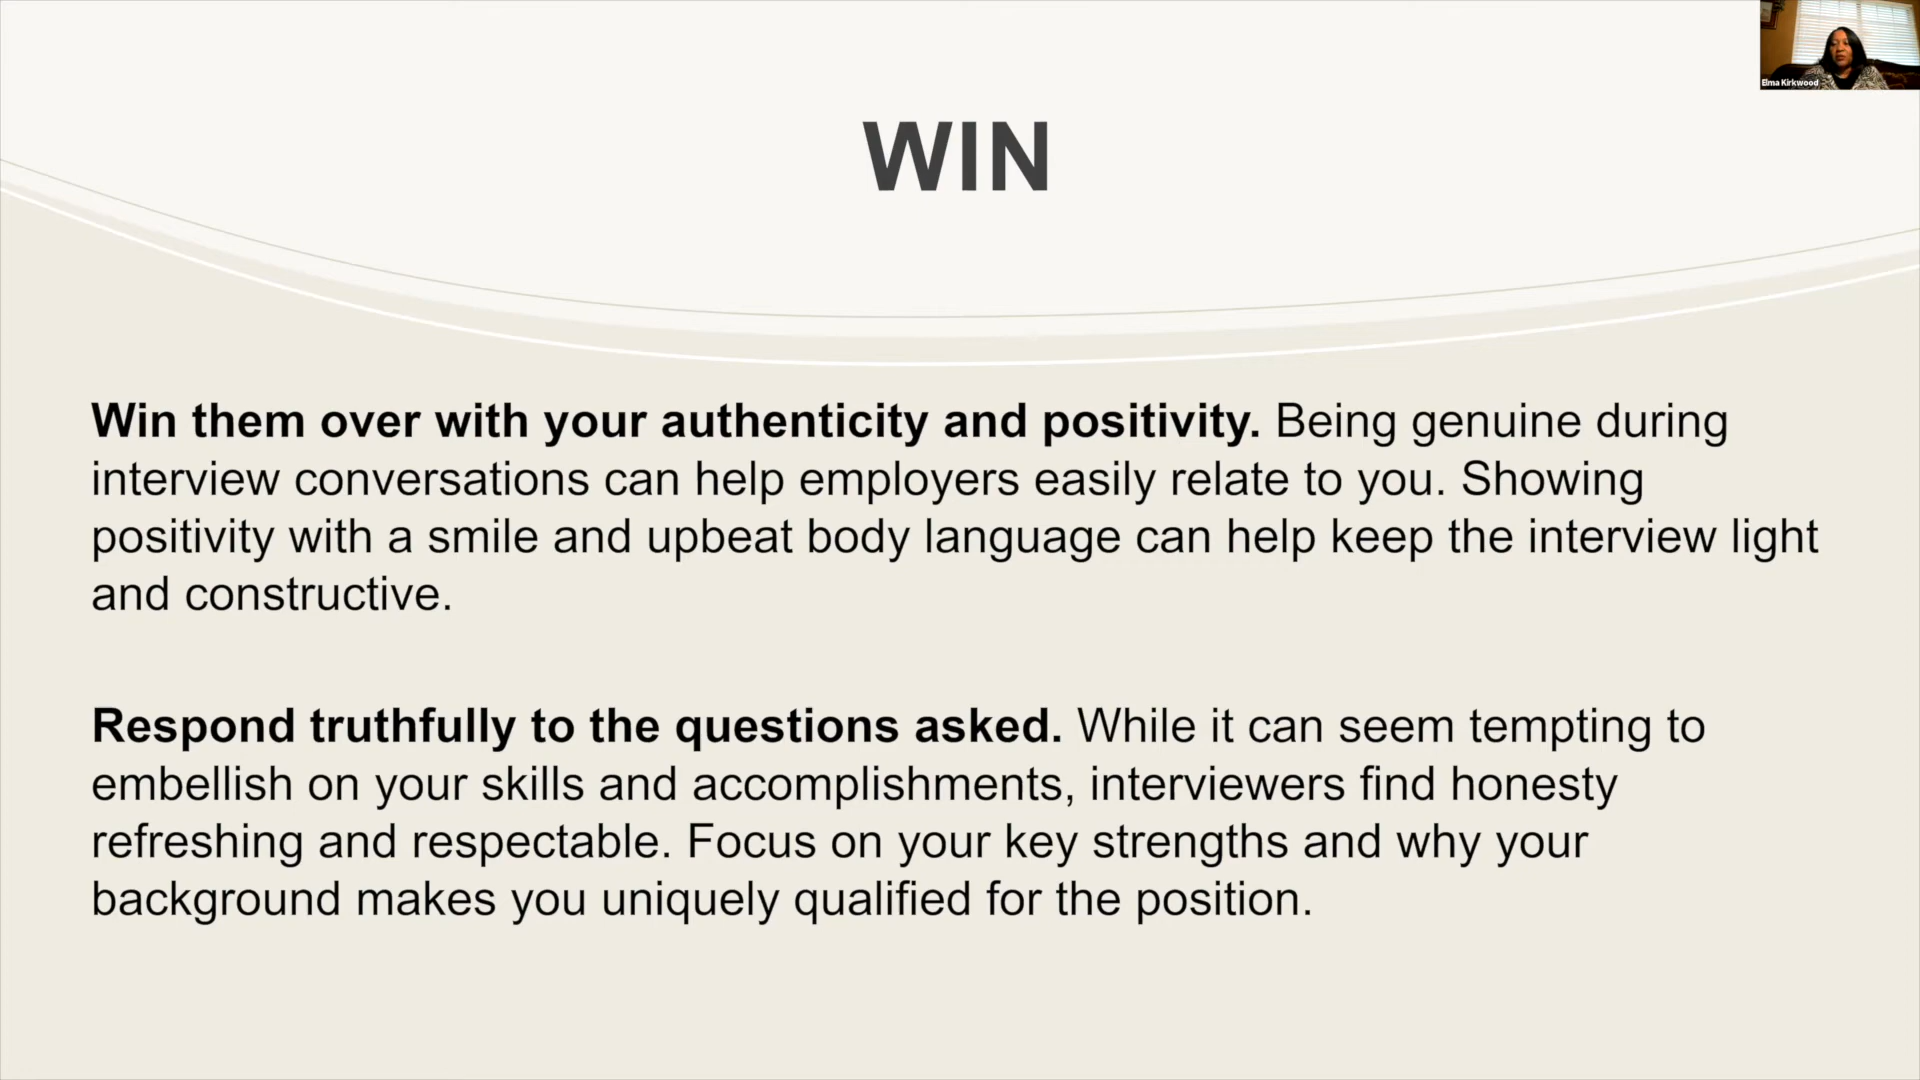 Elma Kirkwood
WIN
Win them over with your authenticity and positivity. Being genuine during
interview conversations can help employers easily relate to you. Showing
positivity with a smile and upbeat body language can help keep the interview light
and constructive.
Respond truthfully to the questions asked. While it can seem tempting to
embellish on your skills and accomplishments, interviewers find honesty
refreshing and respectable. Focus on your key strengths and why your
background makes you uniquely qualified for the position.